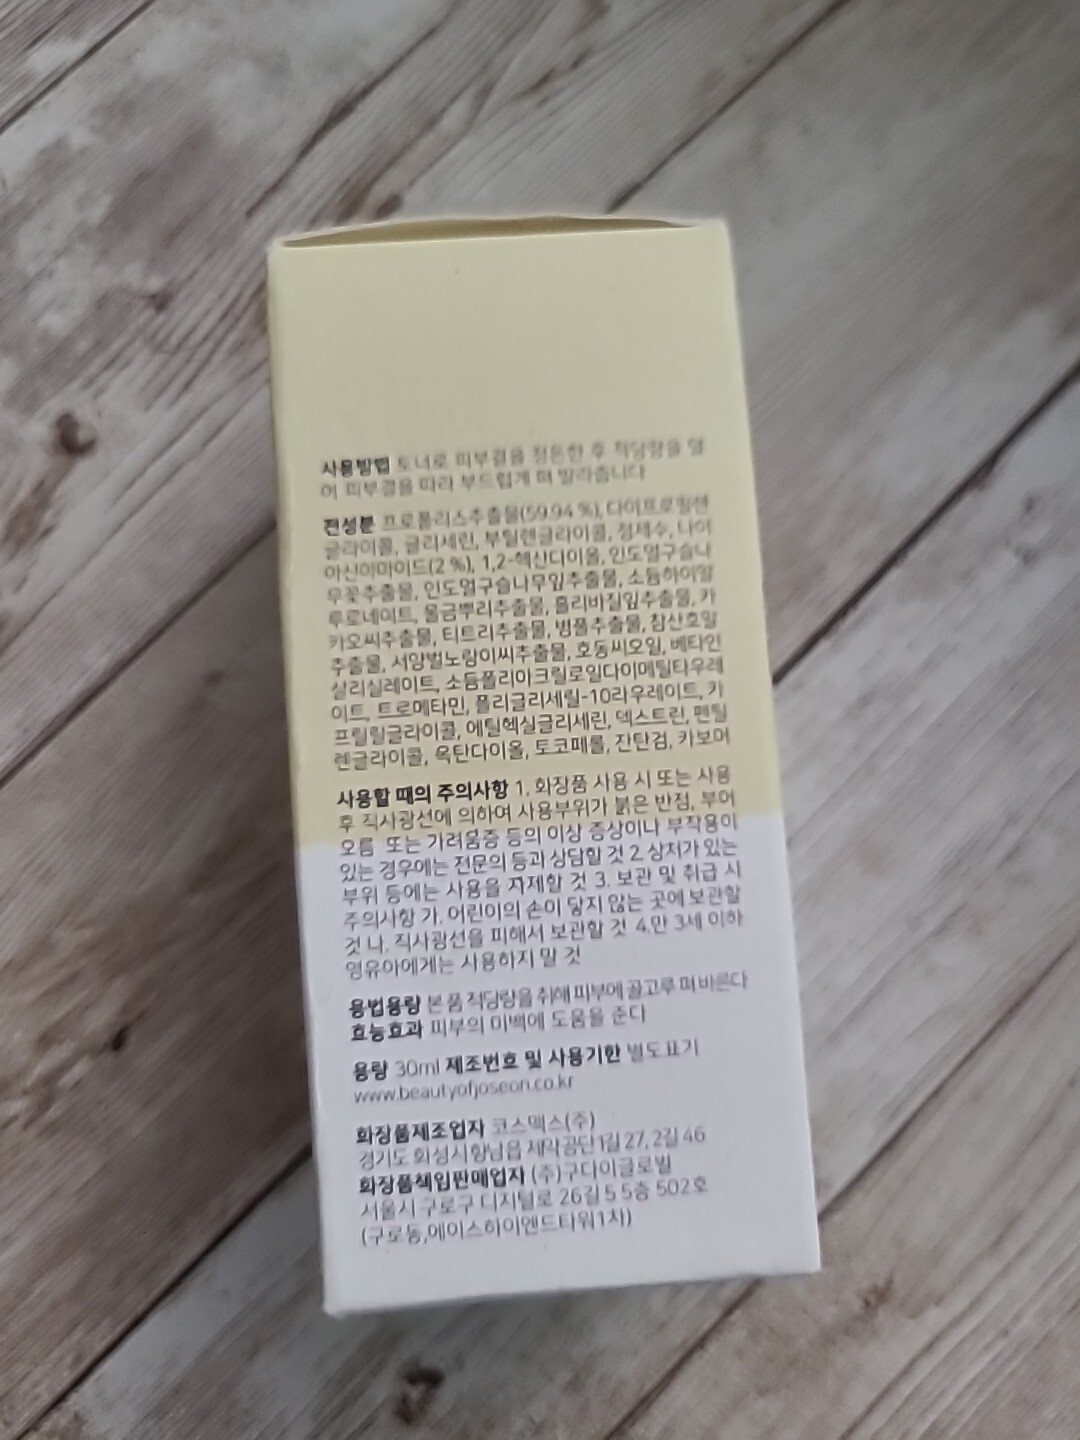 사용방법 토너로 피부결을 정돈한 후 적당량을 덜
어 피부결을 따라 부드럽게 펴 발라줍니다
전성분 프로폴리스추출물(59.94 %), 다이프로필렌
글라이콜, 글리세린, 부틸렌글라이콜, 정제수, 나이
아신아마이드(2 %), 1,2-헥산다이올, 인도멀구슬나
무꽃추출물, 인도멀구슬나무잎추출물, 소듐하이알
루로네이트, 울금뿌리추출물, 홀리바질잎추출물, 카
카오씨추출물, 티트리추출물, 병풀추출물, 참산호말
추출물, 서양벌노랑이씨추출물, 호동씨오일, 베타인
살리실레이트, 소듐폴리아크릴로일다이메틸타우레
이트, 트로메타민, 폴리글리세릴-10라우레이트, 카
프릴릴글라이콜, 에틸헥실글리세린, 덱스트린, 펜틸
렌글라이콜, 옥탄다이올, 토코페롤, 잔탄검, 카보머
사용할 때의 주의사항 1. 화장품 사용 시 또는 사용
후 직사광선에 의하여 사용부위가 붉은 반점, 부어
오름 또는 가려움증 등의 이상 증상이나 부작용이
있는 경우에는 전문의 등과 상담할 것 2. 상처가 있는
부위 등에는 사용을 자제할 것 3. 보관 및 취급 시
주의사항 가. 어린이의 손이 닿지 않는 곳에 보관할
것 나. 직사광선을 피해서 보관할 것 4.만 3세 이하
영유아에게는 사용하지 말 것
용법용량 본 품 적당량을 취해 피부에 골고루 펴 바른다
효능효과 피부의 미백에 도움을 준다
용량 30ml 제조번호 및 사용기한 별도 표기
www.beautyofjoseon.co.kr
화장품제조업자 코스맥스(주)
경기도 화성시 향남읍 제약공단 1길 27, 2길 46
화장품책임판매업자 (주)구다이글로벌
서울시 구로구 디지털로 26길 5 5층 502호
(구로동,에이스하이엔드타워1차)